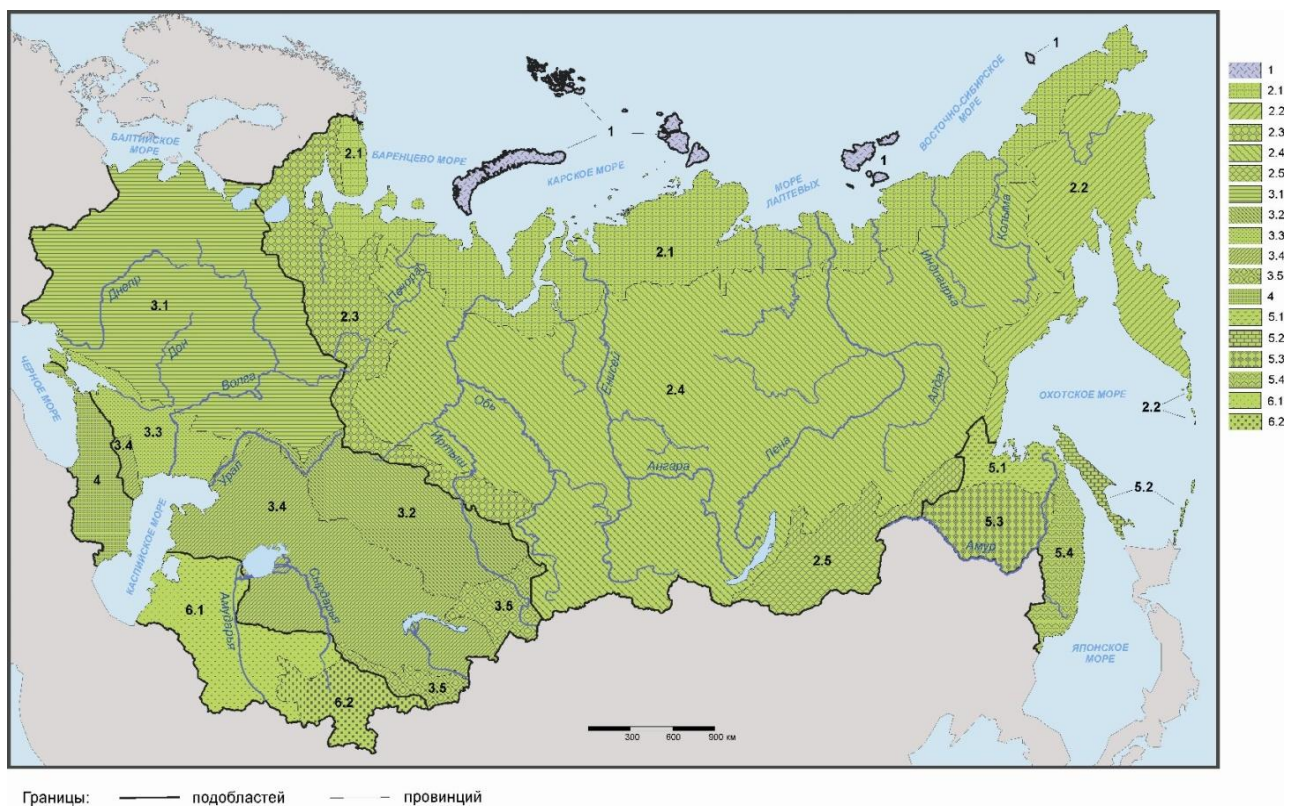 1
1
1
1
2.1
2.2
2.3
2.4
2.5
3.1
3.2
3.3
3.4
3.5
4
5.1
5.2
5.3
5.4
6.1
6.2
ВОСТОЧНО-СИБИРСКОЕ
МОРЕ
БАЛТИЙСКОЕ
МОРЕ
2.1
БАРЕНЦЕВО МОРЕ
КАРСКОЕ МОРЕ
МОРЕ
ЛАПТЕВЫХ
2.1
2.2
Колыма
Индигирка
Печора
Днепр
3.1
2.3
Дон
Волга
ЧЕРНОЕ МОРЕ
Обь
Енисей
2.4
Алдан
ОХОТСКОЕ МОРЕ
2.2
Иртыш
Лена
Ангара
3.3
3.4
Урал
4
3.4
3.2
5.1
5.2
5.3
Амур
5.4
2.5
КАСПИЙСКОЕ МОРЕ
6.1
Амударья
Сырдарья
3.5
3.5
6.2
ЯПОНСКОЕ
МОРЕ
300 600 900 км
Границы: подобластей провинций